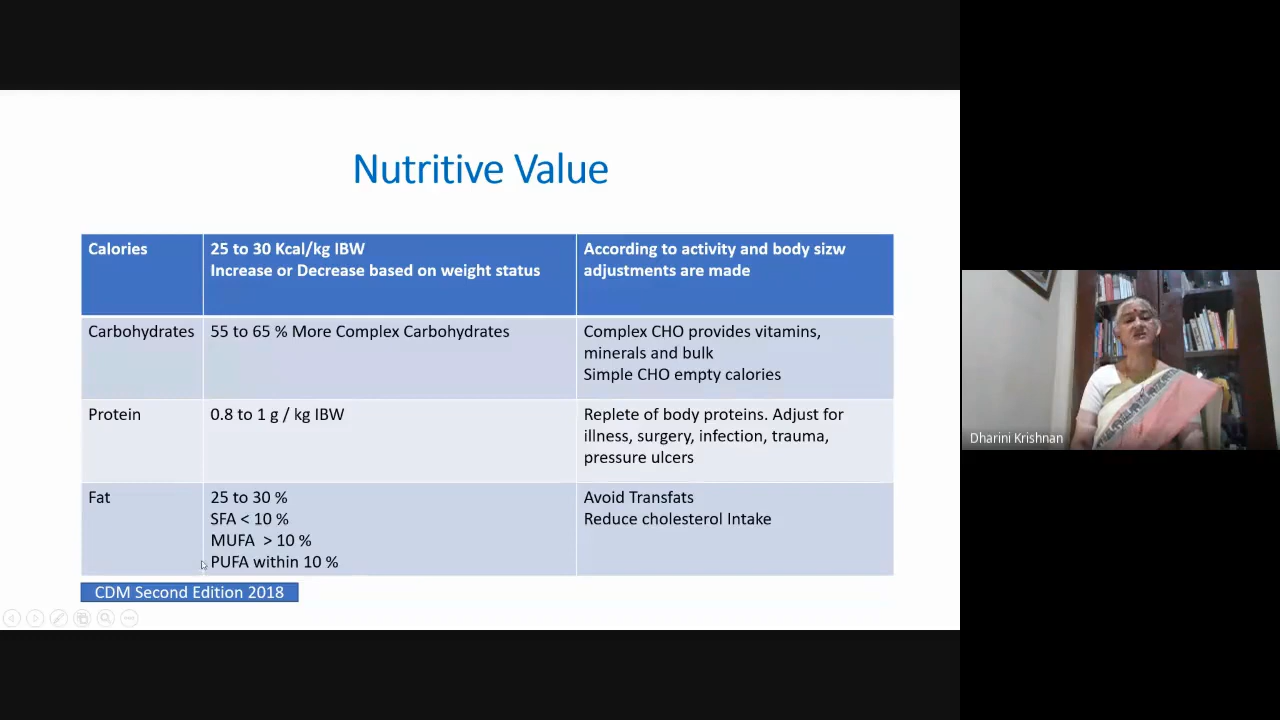 Nutritive Value
Calories
25 to 30 Kcal/kg IBW
Increase or Decrease based on weight status
According to activity and body sizw
adjustments are made
Carbohydrates
55 to 65 % More Complex Carbohydrates
Complex CHO provides vitamins,
minerals and bulk
Simple CHO empty calories
Protein
0.8 to 1 g / kg IBW
Replete of body proteins. Adjust for
illness, surgery, infection, trauma,
pressure ulcers
Fat
25 to 30 %
SFA < 10 %
MUFA  > 10 %
PUFA within 10 %
Avoid Transfats
Reduce cholesterol Intake
CDM Second Edition 2018
Dharini Krishnan